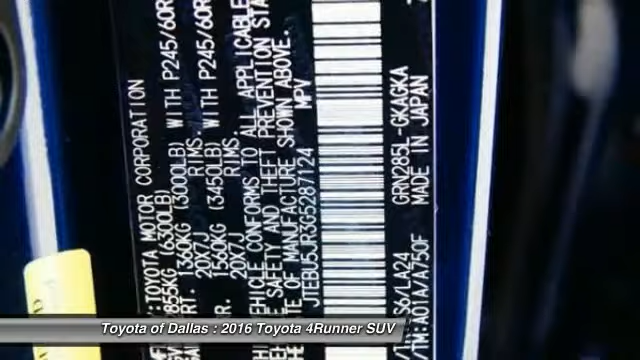 :TOYOTA MOTOR CORPORATION
2855KG (6300LB)
RT. 1360KG (3000LB) WITH P245/60R
20X7J RIMS.
R. 1560KG (3450LB) WITH P245/60R
20X7J RIMS.
VEHICLE CONFORMS TO ALL APPLICABLE
SAFETY AND THEFT PREVENTION STA
OF MANUFACTURE SHOWN ABOVE.
JTEBU5JR3G5287124 MPV
S6/LA24 GRN285L-GKAGKA
/TM:A01A/A750F MADE IN JAPAN
Toyota of Dallas : 2016 Toyota 4Runner SUV